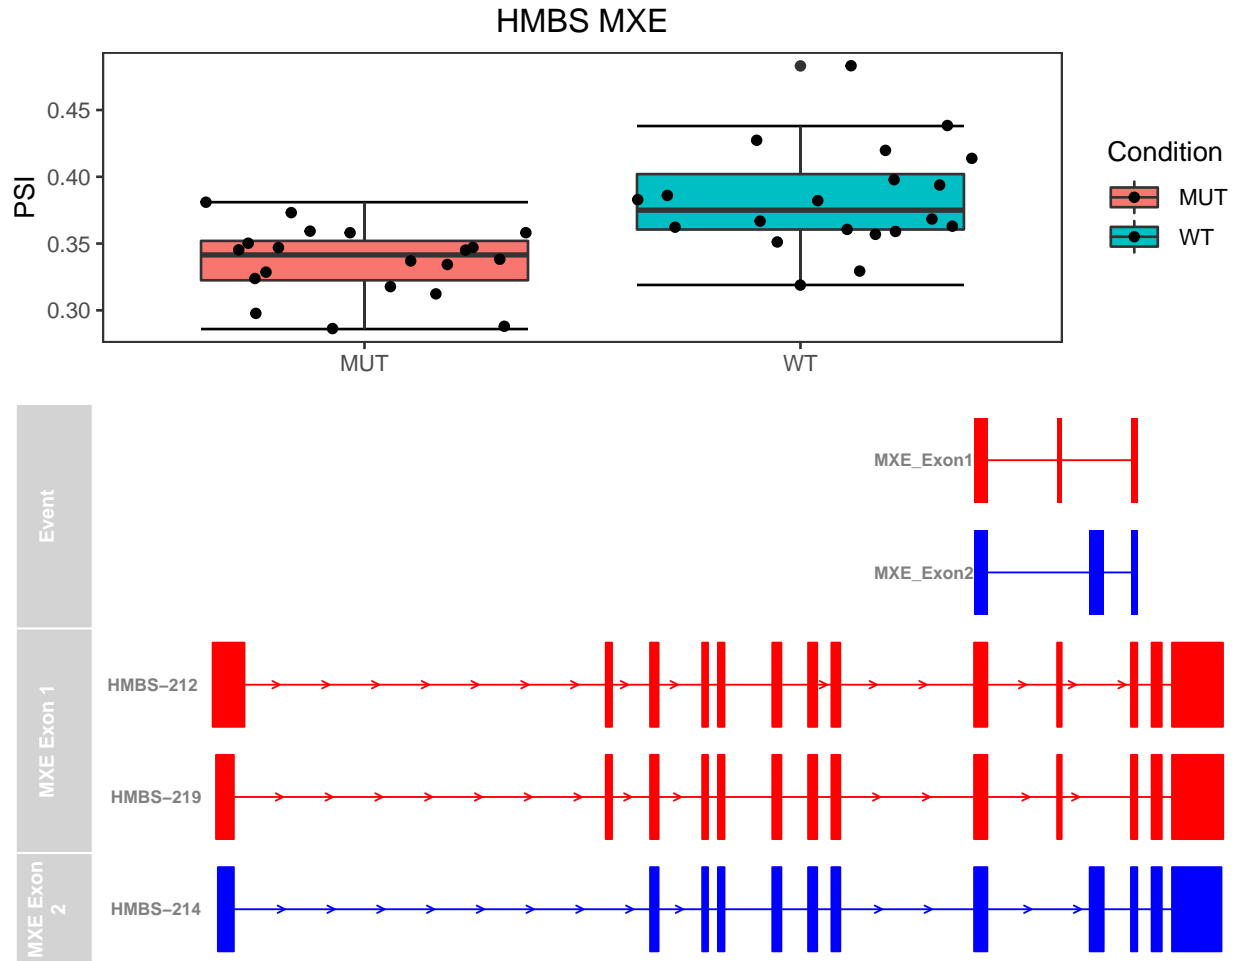 HMBS MXE
PSI
0.45
0.40
0.35
0.30
MUT
WT
Condition
MUT
WT
Event
MXE_Exon1
MXE_Exon2
MXE Exon 1
HMBS–212
HMBS–219
MXE Exon
2
HMBS–214